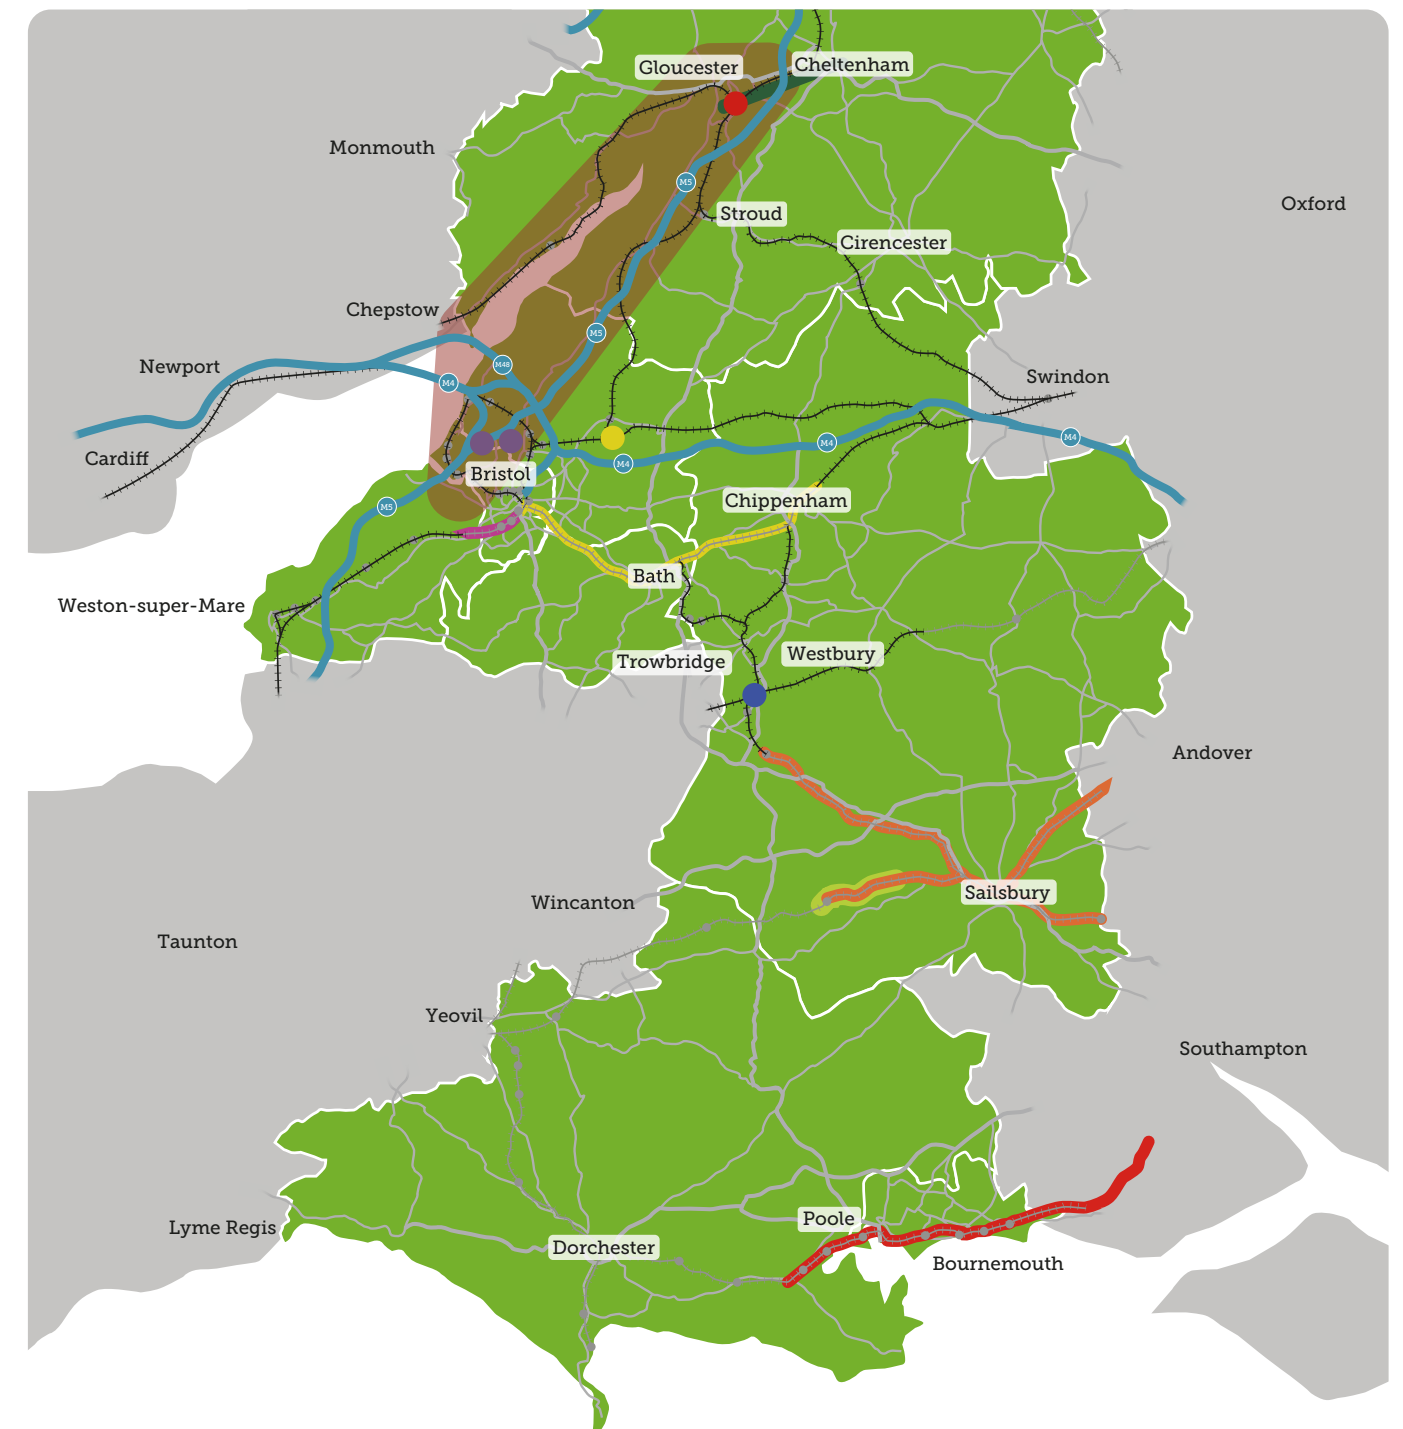 Gloucester
Cheltenham
Monmouth
M5
Oxford
Stroud
Cirencester
Chepstow
M5
Newport
M48
M4
Swindon
Cardiff
M4
M4
M4
Bristol
Chippenham
M5
Bath
Weston-super-Mare
Westbury
Trowbridge
Andover
Sailsbury
Wincanton
Taunton
Yeovil
Southampton
Poole
Lyme Regis
Dorchester
Bournemouth